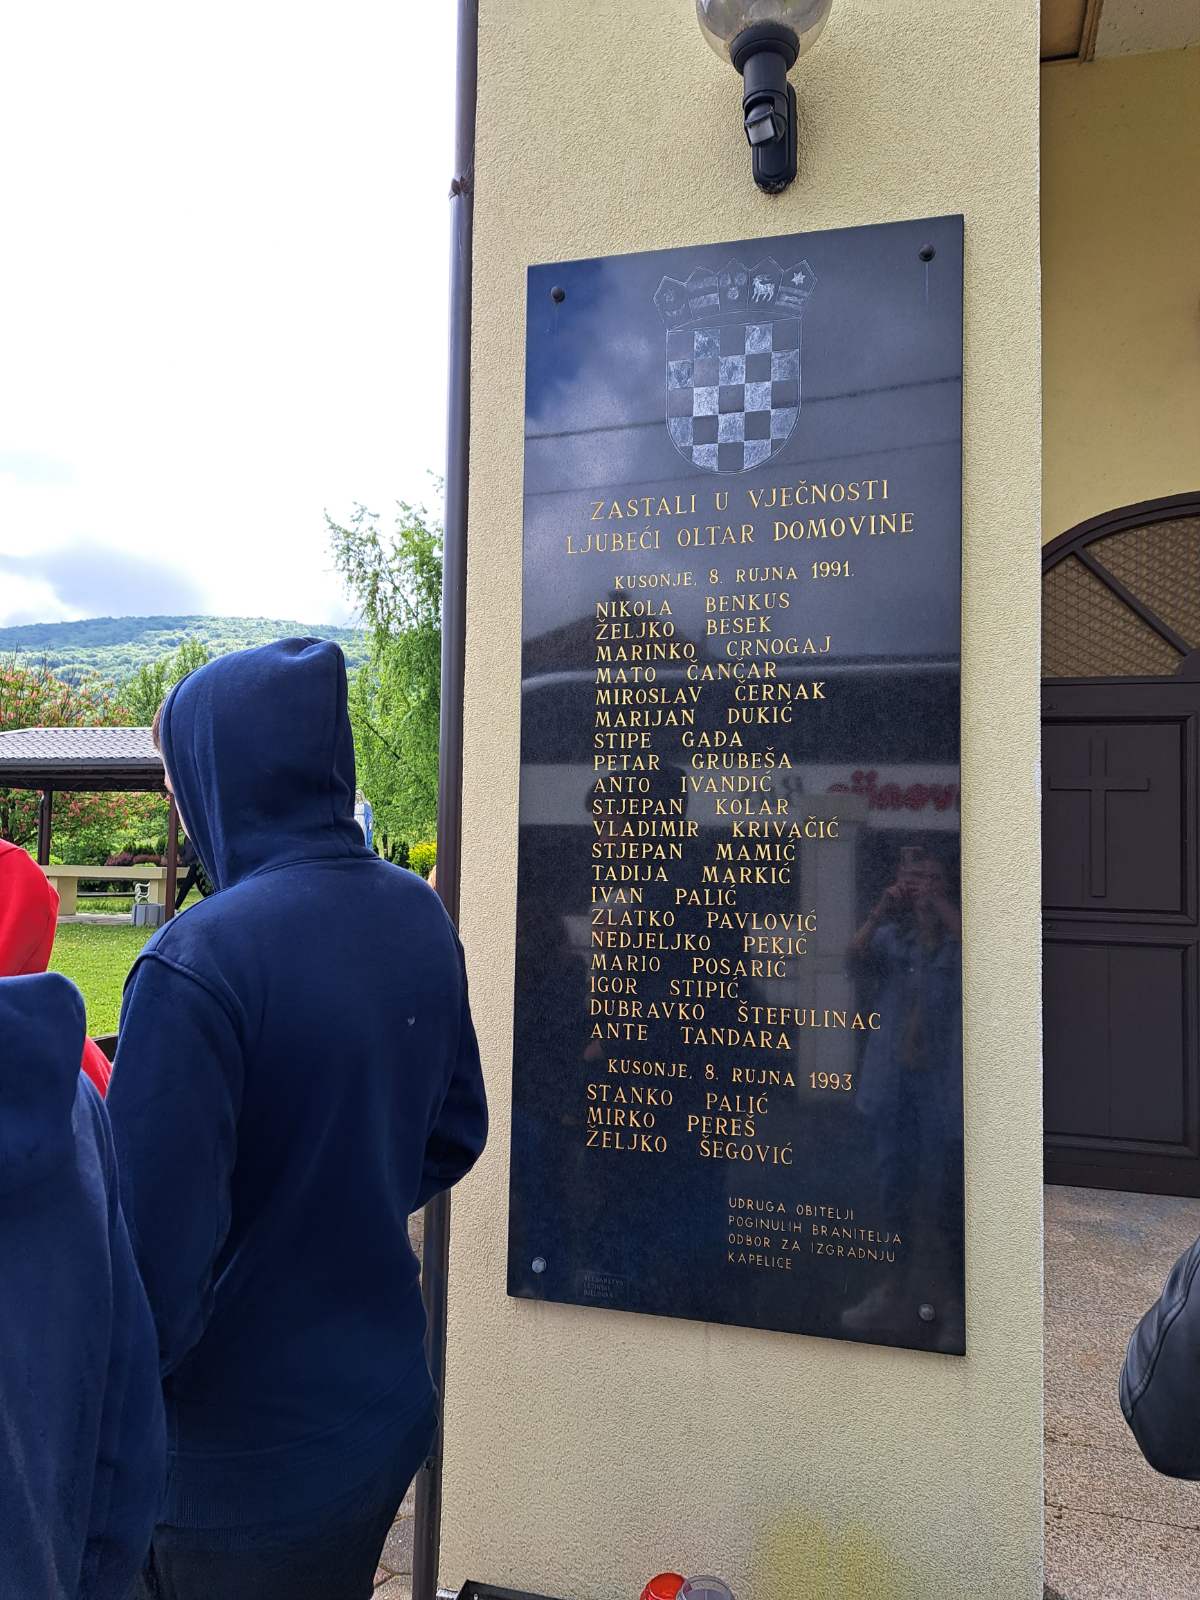 ZASTALI U VJEČNOSTI
LJUBEĆI OLTAR DOMOVINE
KUSONJE, 8. RUJNA 1991.
NIKOLA BENKUS
ŽELJKO BESEK
MARINKO CRNOGAJ
MATO ČANČAR
MIROSLAV ČERNAK
MARIJAN DUKIĆ
STIPE GAĐA
PETAR GRUBEŠA
ANTO IVANDIĆ
STJEPAN KOLAR
VLADIMIR KRIVAČIĆ
STJEPAN MAMIĆ
TADIJA MARKIĆ
IVAN PALIĆ
ZLATKO PAVLOVIĆ
NEDJELJKO PEKIĆ
MARIO POSARIĆ
IGOR STIPIĆ
DUBRAVKO ŠTEFULINAC
ANTE TANDARA
KUSONJE, 8. RUJNA 1993.
STANKO PALIĆ
MIRKO PEREŠ
ŽELJKO ŠEGOVIĆ
UDRUGA OBITELJI
POGINULIH BRANITELJA
ODBOR ZA IZGRADNJU
KAPELICE